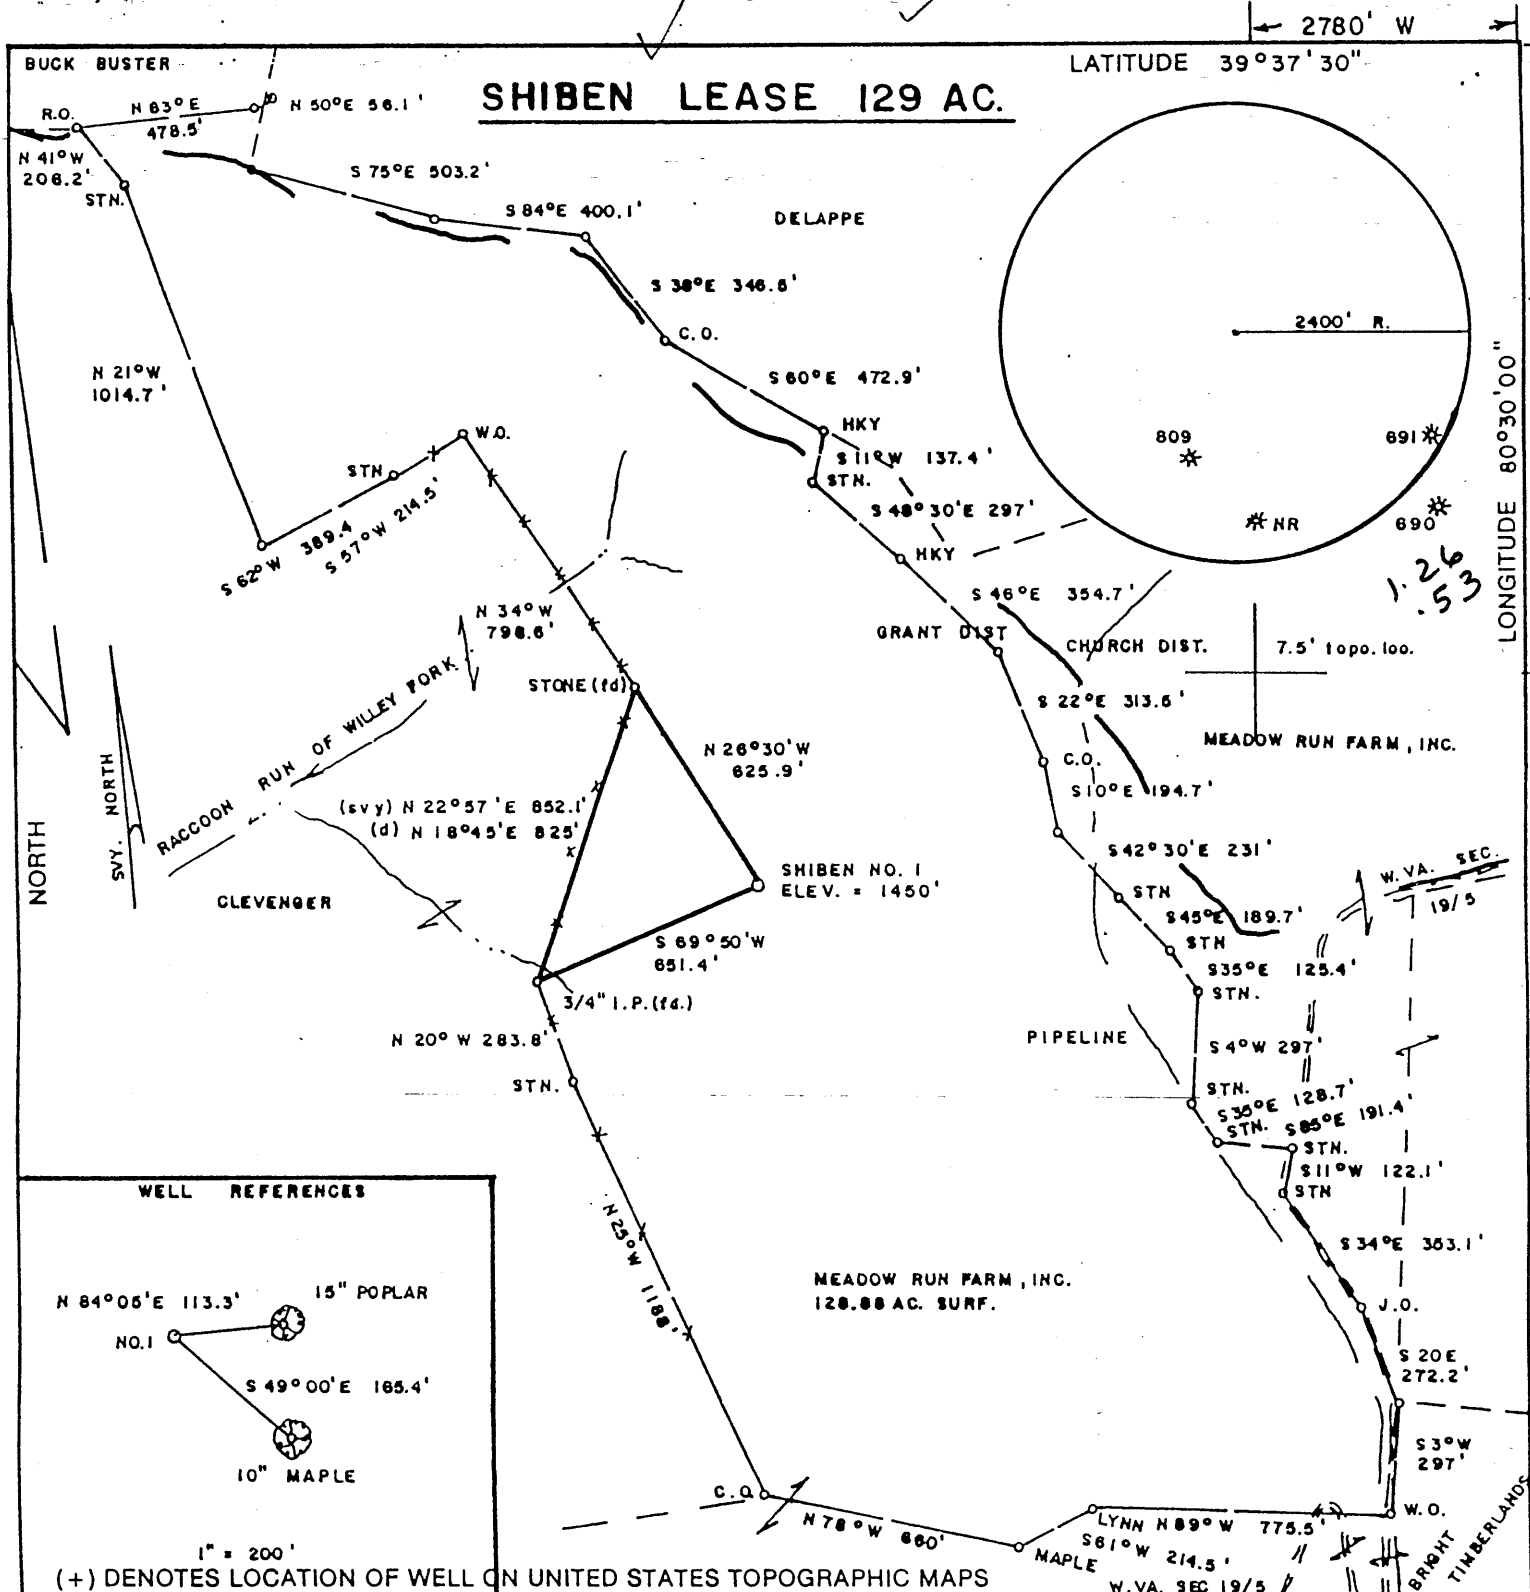 2780' W
BUCK BUSTER
LATITUDE 39°37'30"
SHIBEN LEASE 129 AC.
R.O.
N 63° E
478.5'
N 50° E 56.1'
N 41° W
206.2'
STN.
S 75° E 503.2'
S 84° E 400.1'
DELAPPE
S 38° E 346.5'
C.O.
2400' R.
N 21° W
1014.7'
S 60° E 472.9'
HKY
W.O.
STN
S 11° W 137.4'
STN.
809
691
S 48°30'E 297'
690
NR
S 62° W 389.4
S 57° W 214.5'
HKY
LONGITUDE 80°30'00"
1.26
.53
S 46° E 354.7'
N 34° W
798.6'
GRANT DIST
CHURCH DIST.
7.5' topo. loc.
STONE (fd)
S 22° E 313.5'
RACCOON RUN OF WILLEY FORK
MEADOW RUN FARM, INC.
N 26°30'W
625.9'
C.O.
S 10° E 194.7'
(svy) N 22°57'E 852.1'
(d) N 18°45'E 825'
NORTH
SVY. NORTH
S 42°30'E 231'
SHIBEN NO. 1
ELEV. = 1450'
W. VA. SEC.
19/5
CLEVENGER
STN
S 45° E 189.7'
STN
S 69°50'W
651.4'
S 35° E 125.4'
STN.
3/4" I.P. (fd.)
N 20° W 283.8'
PIPELINE
S 4° W 297'
STN.
STN.
S 35° E 128.7'
STN.
S 85° E 191.4'
STN.
S 11° W 122.1'
STN
WELL REFERENCES
N 25° W 1188'
S 34° E 353.1'
MEADOW RUN FARM, INC.
128.88 AC. SURF.
N 84°05'E 113.3'
15" POPLAR
J.O.
NO. 1
S 20 E
272.2'
S 49°00'E 165.4'
S 3° W
297'
10" MAPLE
C.O.
N 78° W 660'
LYNN N 89° W 775.5'
W.O.
MAPLE
S 61° W 214.5'
W. VA. SEC 19/5
BRIGHT
TIMBERLANDS
1" = 200'
(+) DENOTES LOCATION OF WELL ON UNITED STATES TOPOGRAPHIC MAPS